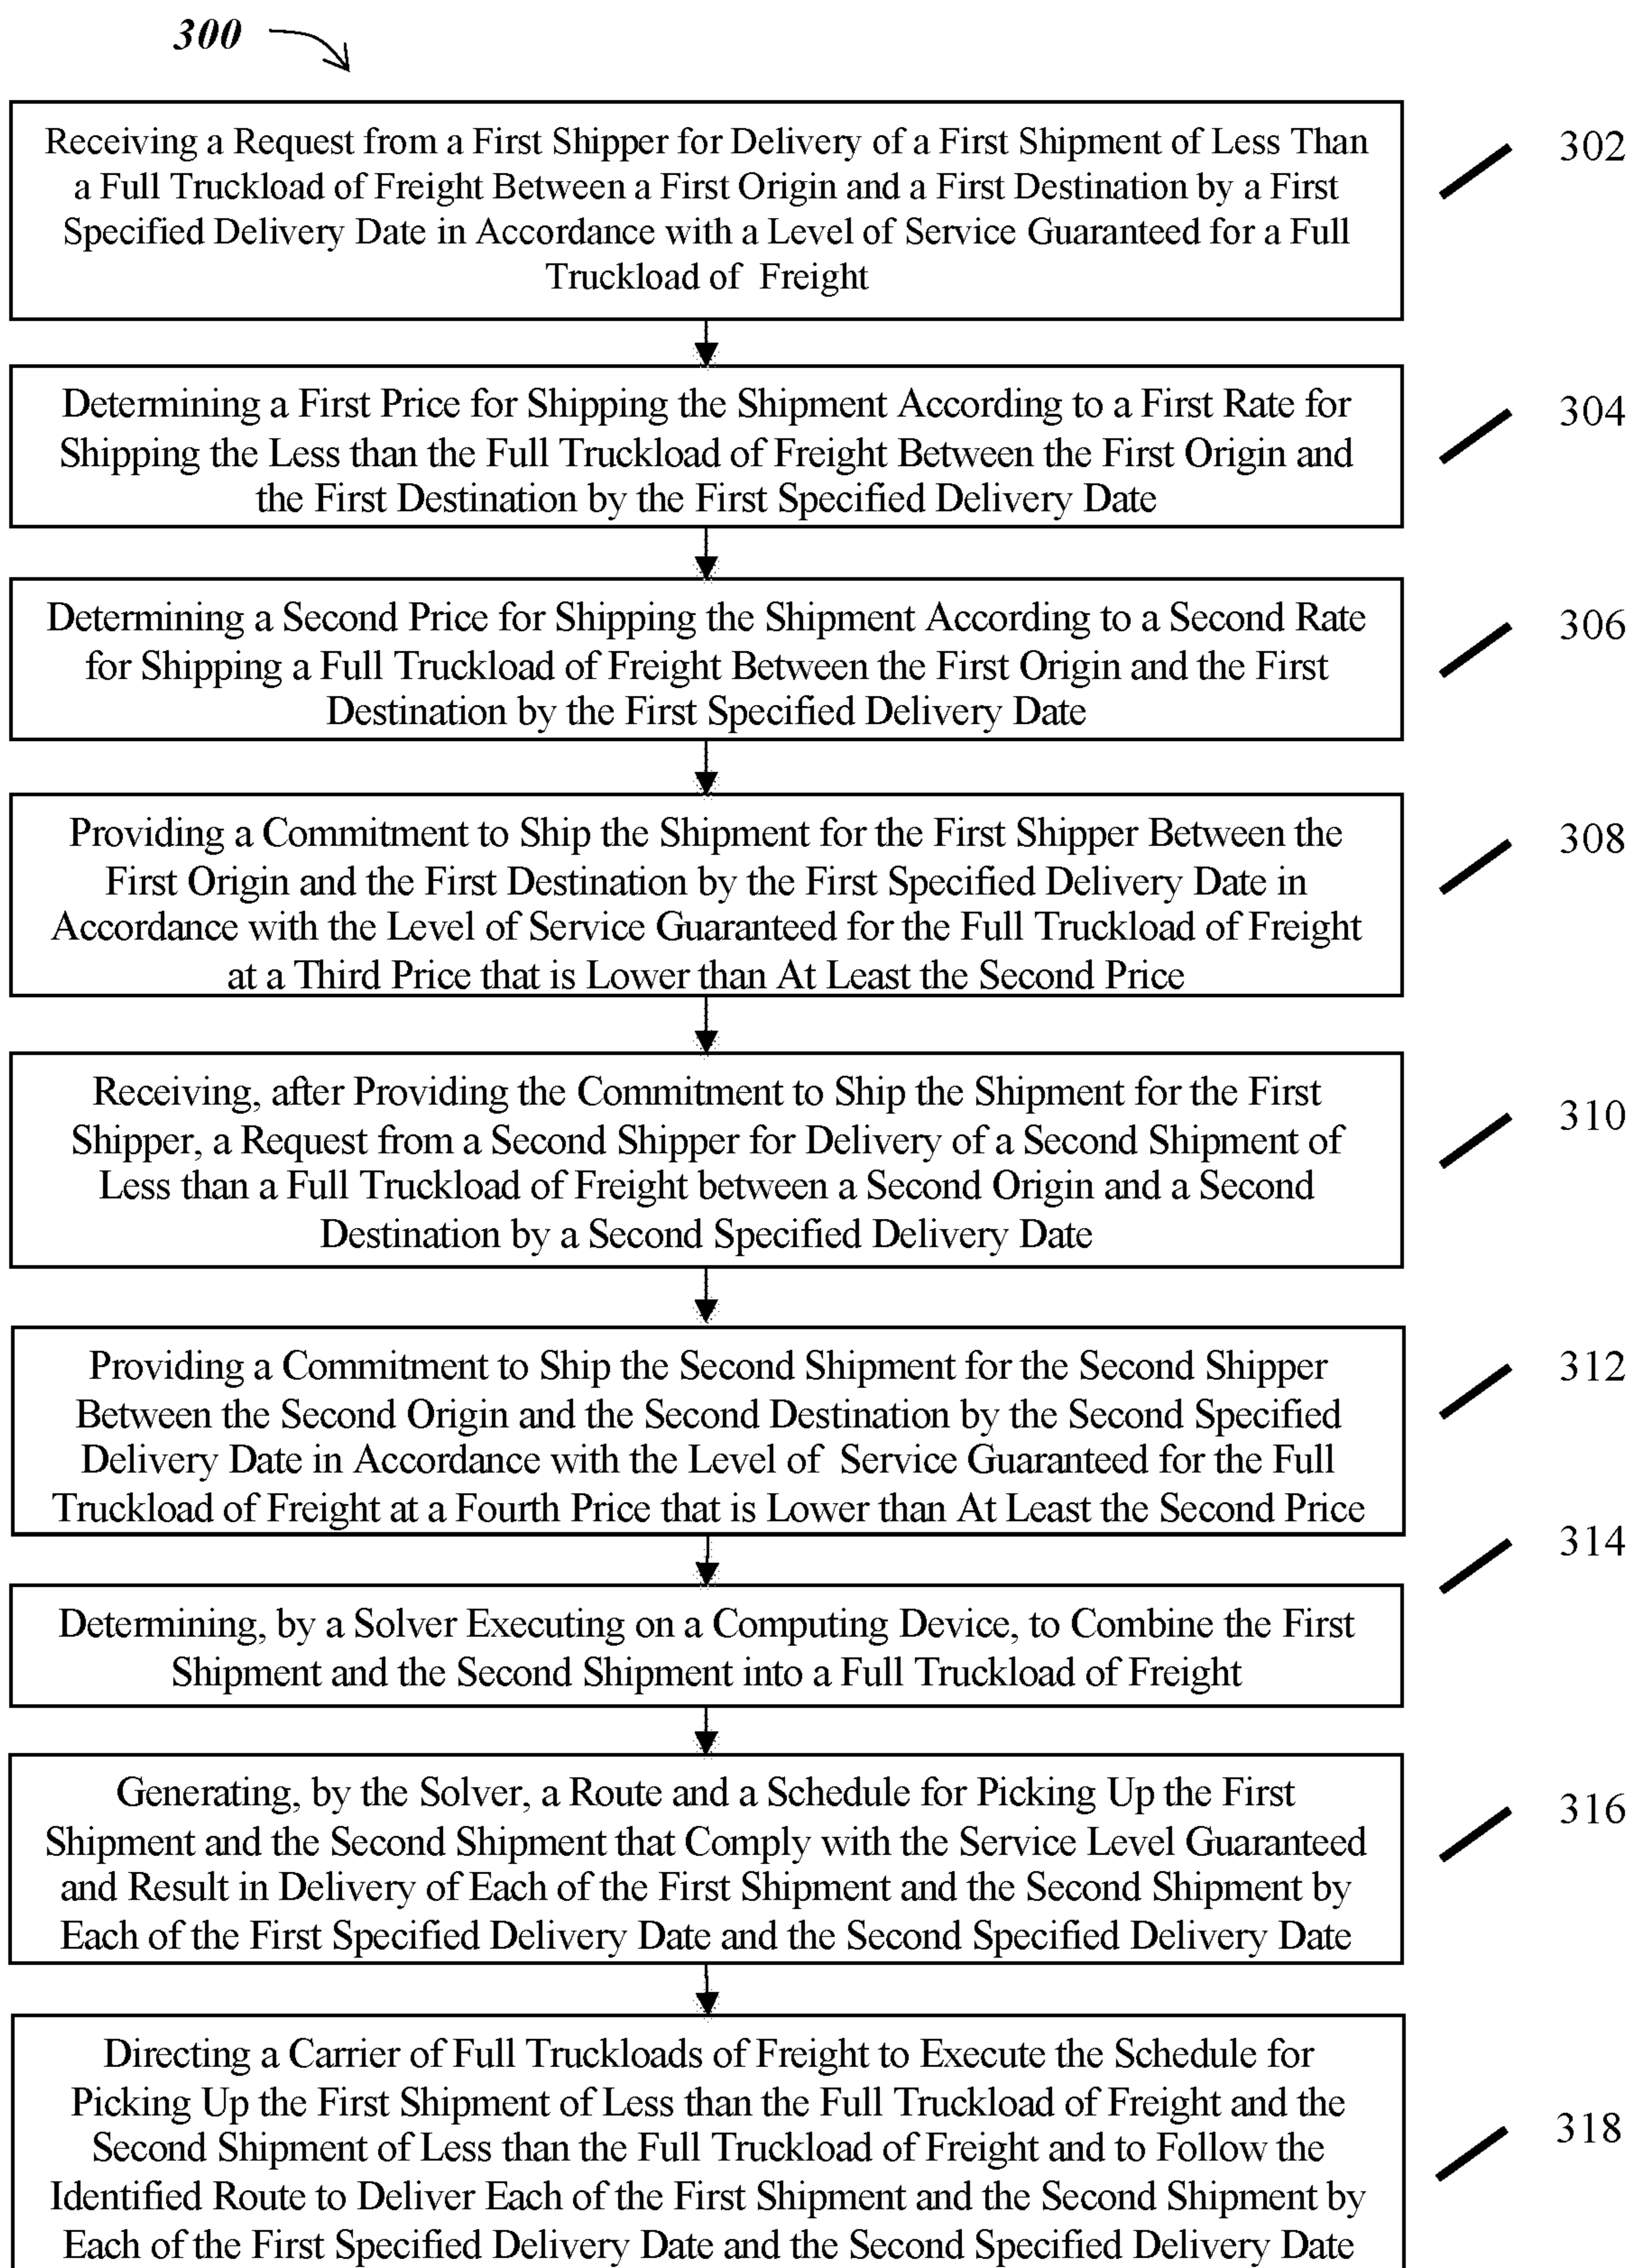 300
Receiving a Request from a First Shipper for Delivery of a First Shipment of Less Than
a Full Truckload of Freight Between a First Origin and a First Destination by a First
Specified Delivery Date in Accordance with a Level of Service Guaranteed for a Full
Truckload of Freight
302
Determining a First Price for Shipping the Shipment According to a First Rate for
Shipping the Less than the Full Truckload of Freight Between the First Origin and
the First Destination by the First Specified Delivery Date
304
Determining a Second Price for Shipping the Shipment According to a Second Rate
for Shipping a Full Truckload of Freight Between the First Origin and the First
Destination by the First Specified Delivery Date
306
Providing a Commitment to Ship the Shipment for the First Shipper Between the
First Origin and the First Destination by the First Specified Delivery Date in
Accordance with the Level of Service Guaranteed for the Full Truckload of Freight
at a Third Price that is Lower than At Least the Second Price
308
Receiving, after Providing the Commitment to Ship the Shipment for the First
Shipper, a Request from a Second Shipper for Delivery of a Second Shipment of
Less than a Full Truckload of Freight between a Second Origin and a Second
Destination by a Second Specified Delivery Date
310
Providing a Commitment to Ship the Second Shipment for the Second Shipper
Between the Second Origin and the Second Destination by the Second Specified
Delivery Date in Accordance with the Level of Service Guaranteed for the Full
Truckload of Freight at a Fourth Price that is Lower than At Least the Second Price
312
Determining, by a Solver Executing on a Computing Device, to Combine the First
Shipment and the Second Shipment into a Full Truckload of Freight
314
Generating, by the Solver, a Route and a Schedule for Picking Up the First
Shipment and the Second Shipment that Comply with the Service Level Guaranteed
and Result in Delivery of Each of the First Shipment and the Second Shipment by
Each of the First Specified Delivery Date and the Second Specified Delivery Date
316
Directing a Carrier of Full Truckloads of Freight to Execute the Schedule for
Picking Up the First Shipment of Less than the Full Truckload of Freight and the
Second Shipment of Less than the Full Truckload of Freight and to Follow the
Identified Route to Deliver Each of the First Shipment and the Second Shipment by
Each of the First Specified Delivery Date and the Second Specified Delivery Date
318